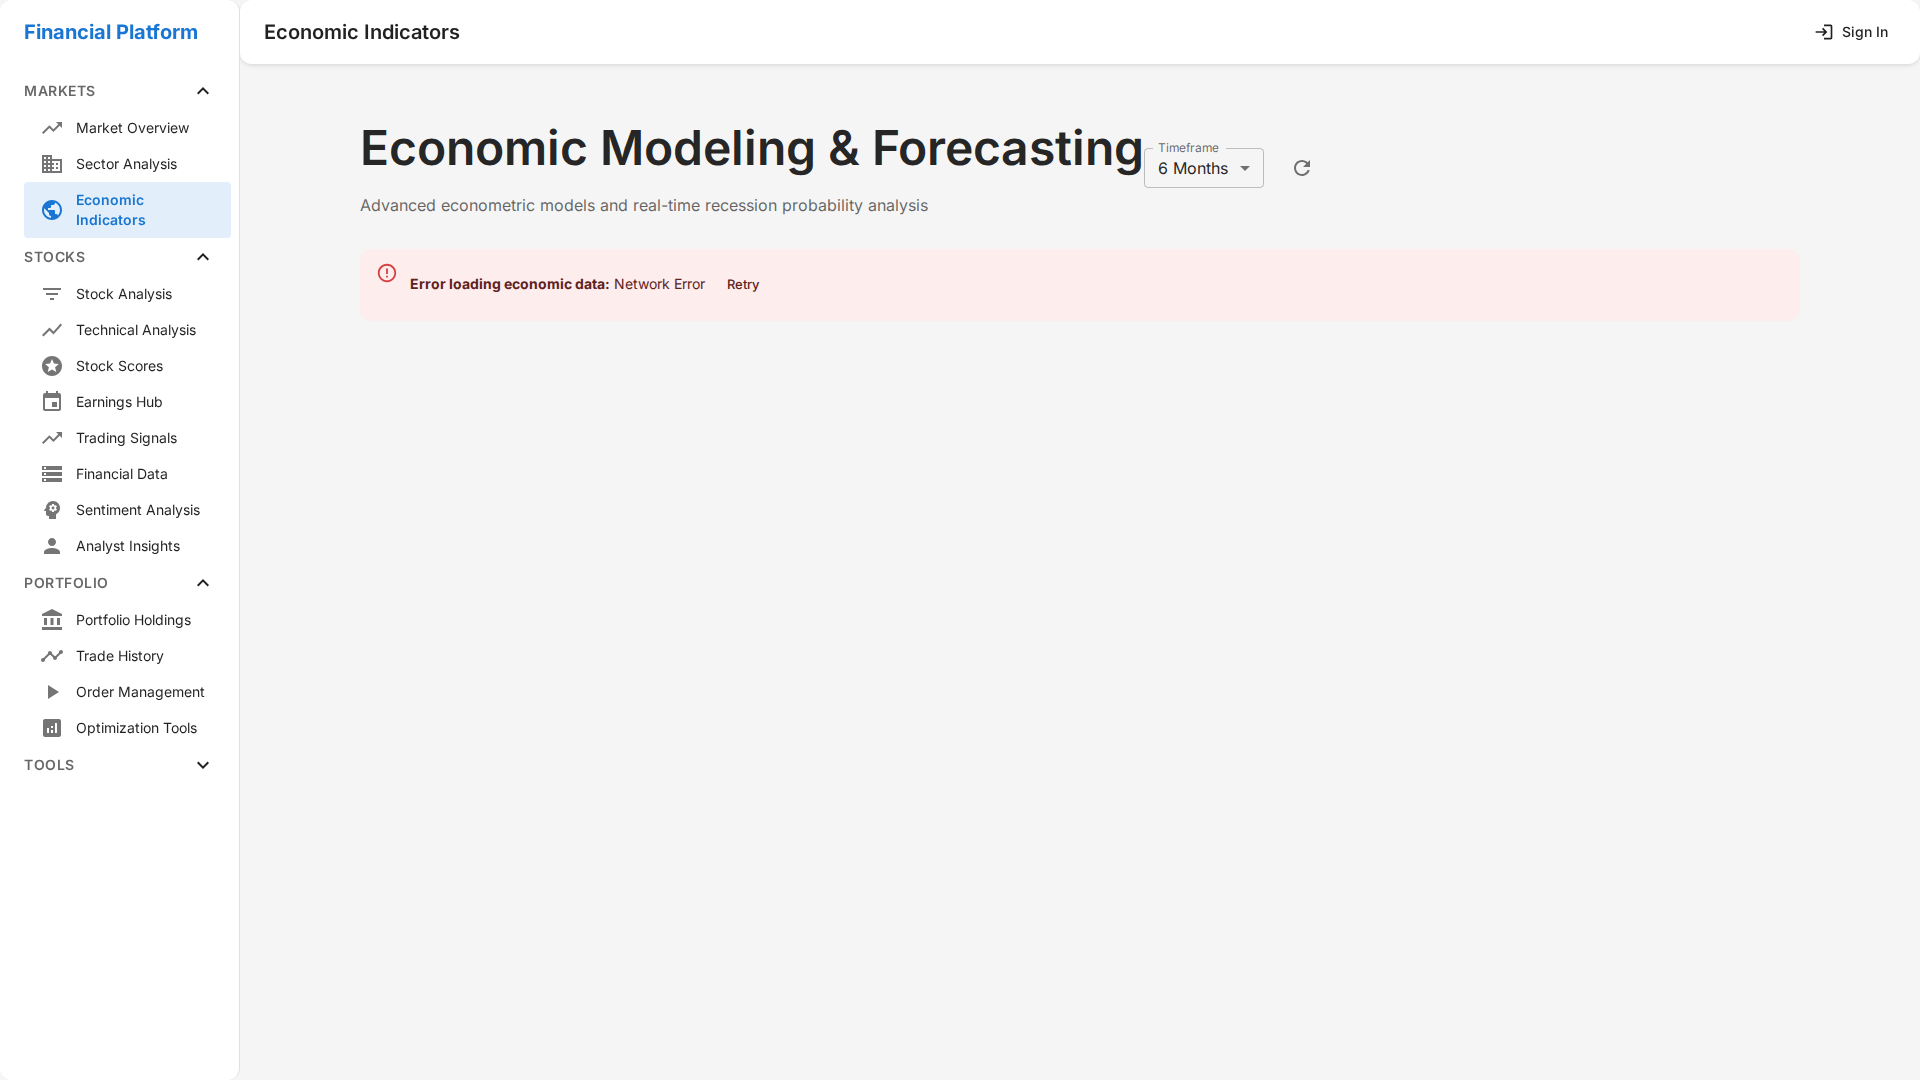 Financial Platform
MARKETS
Market Overview
Sector Analysis
Economic
Indicators
STOCKS
Stock Analysis
Technical Analysis
Stock Scores
Earnings Hub
Trading Signals
Financial Data
Sentiment Analysis
Analyst Insights
PORTFOLIO
Portfolio Holdings
Trade History
Order Management
Optimization Tools
TOOLS
Economic Indicators
Sign In
Economic Modeling & Forecasting
Timeframe
6 Months
Advanced econometric models and real-time recession probability analysis
Error loading economic data: Network Error Retry